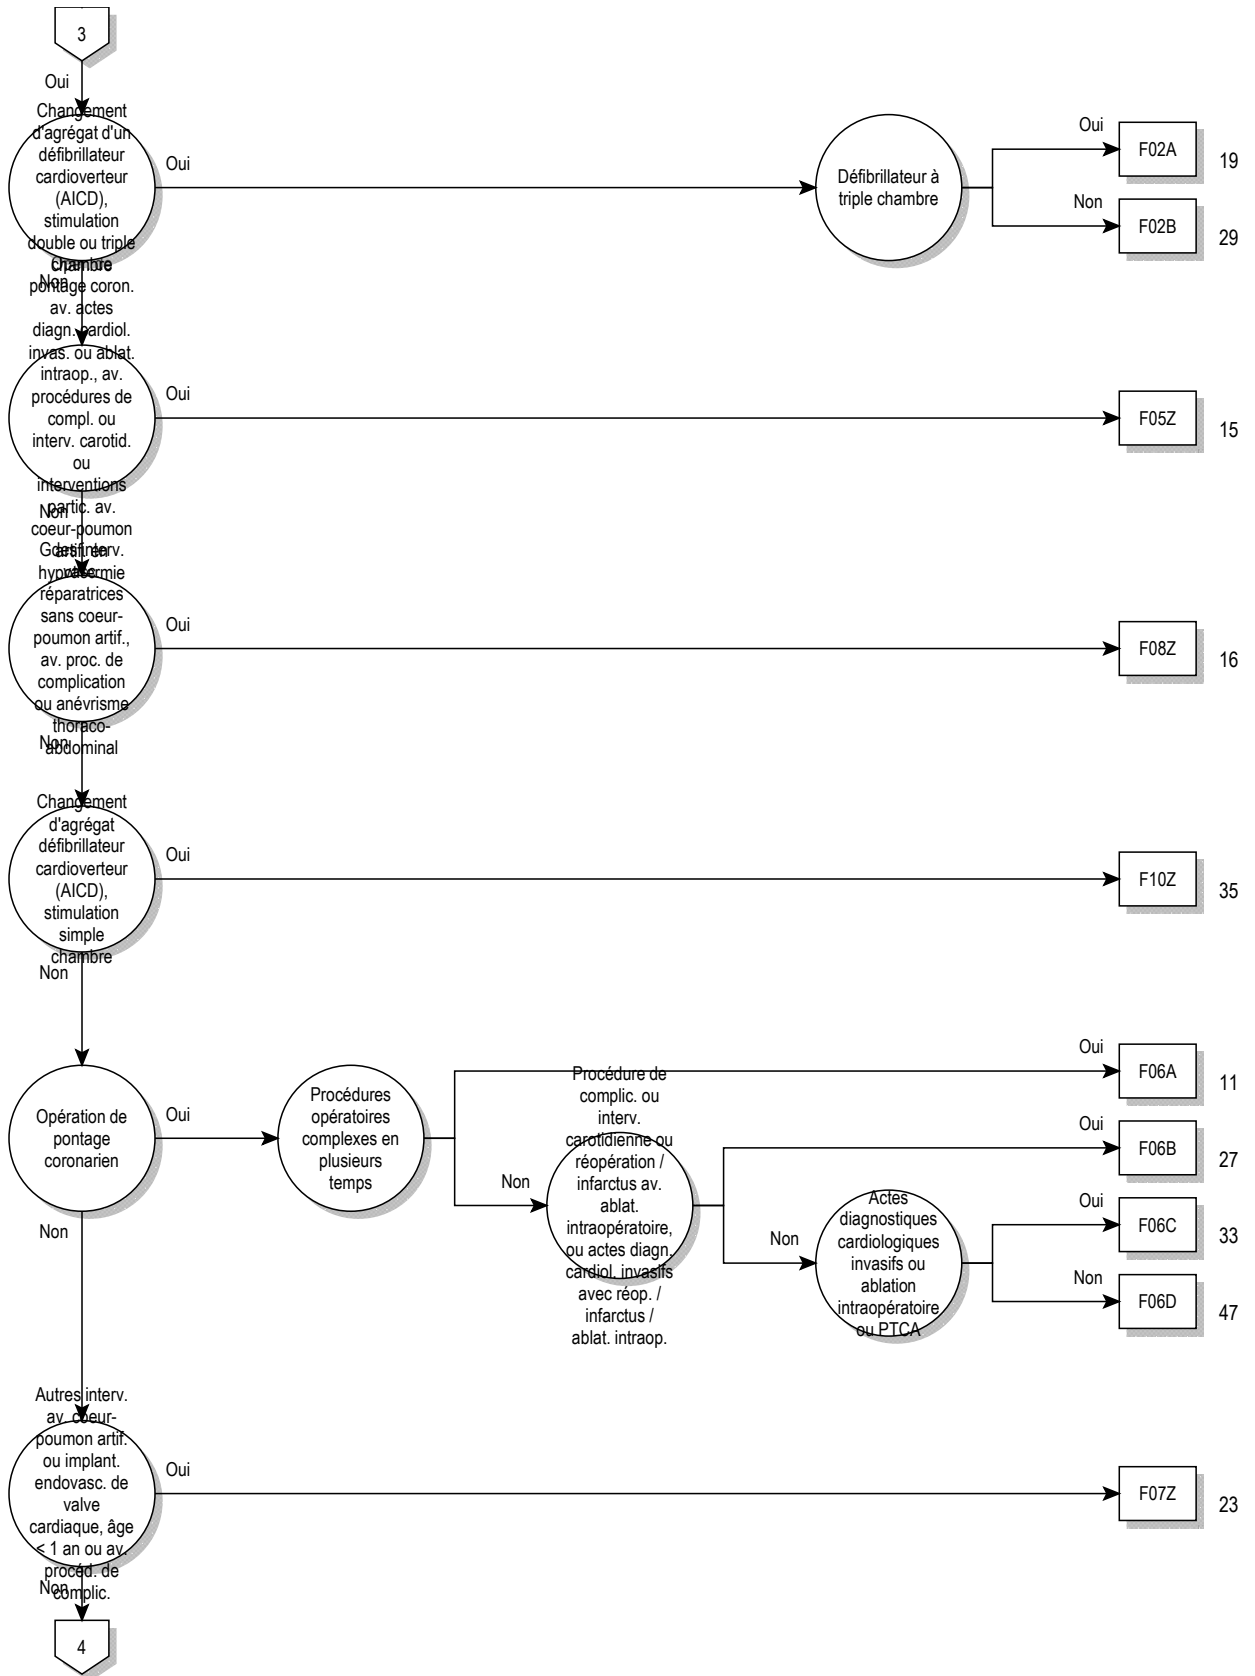 3
Oui
Changement
d'agrégat d'un
défibrillateur
cardioverteur
(AICD),
stimulation
double ou triple
chambre
Oui
Défibrillateur à
triple chambre
Oui
F02A
19
Non
F02B
29
Non
pontage coron.
av. actes
diagn. cardiol.
invas. ou ablat.
intraop., av.
procédures de
compl. ou
interv. carotid.
ou
interventions
partic. av.
coeur-poumon
artif. en
hypothermie
Oui
F05Z
15
Non
Gdes interv.
réparatrices
sans coeur-
poumon artif.,
av. proc. de
complication
ou anévrisme
thoraco-
abdominal
Oui
F08Z
16
Non
Changement
d'agrégat
défibrillateur
cardioverteur
(AICD),
stimulation
simple
chambre
Oui
F10Z
35
Non
Opération de
pontage
coronarien
Oui
Procédures
opératoires
complexes en
plusieurs
temps
Oui
F06A
11
Non
Procédure de
complic. ou
interv.
carotidienne ou
réopération /
infarctus av.
ablat.
intraopératoire,
ou actes diagn.
cardiol. invasifs
avec réop. /
infarctus /
ablat. intraop.
Oui
F06B
27
Non
Actes
diagnostiques
cardiologiques
invasifs ou
ablation
intraopératoire
ou PTCA
Oui
F06C
33
Non
F06D
47
Non
Autres interv.
av. coeur-
poumon artif.
ou implant.
endovasc. de
valve
cardiaque, âge
< 1 an ou av.
procéd. de
complic.
Oui
F07Z
23
Non
4